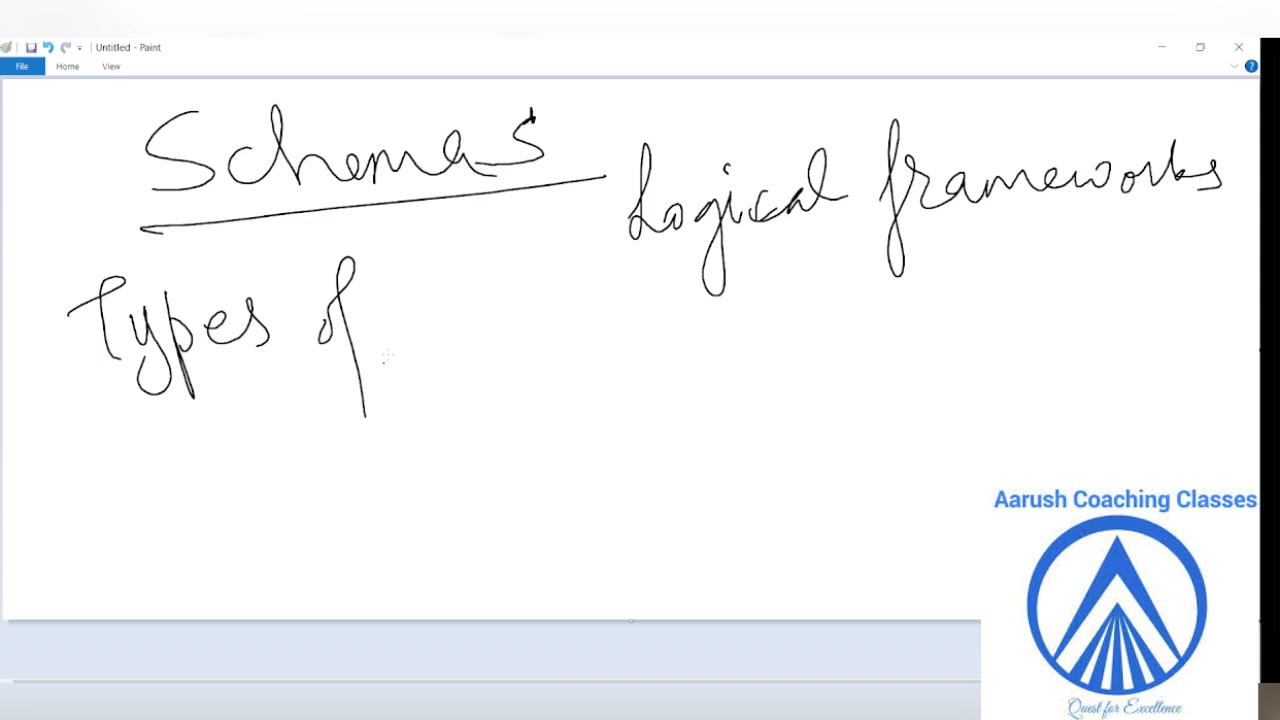 Untitled - Paint
File Home View
Schemas
Logical frameworks
Types of
Aarush Coaching Classes
Quest for Excellence